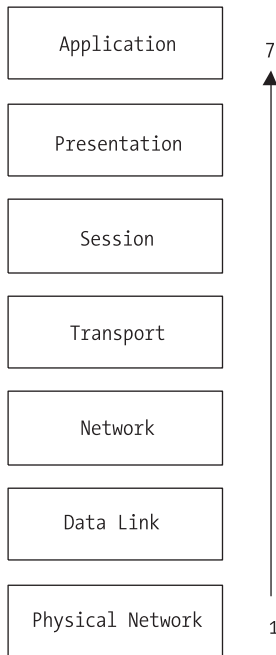 Application
7
Presentation
Session
Transport
Network
Data Link
Physical Network
1